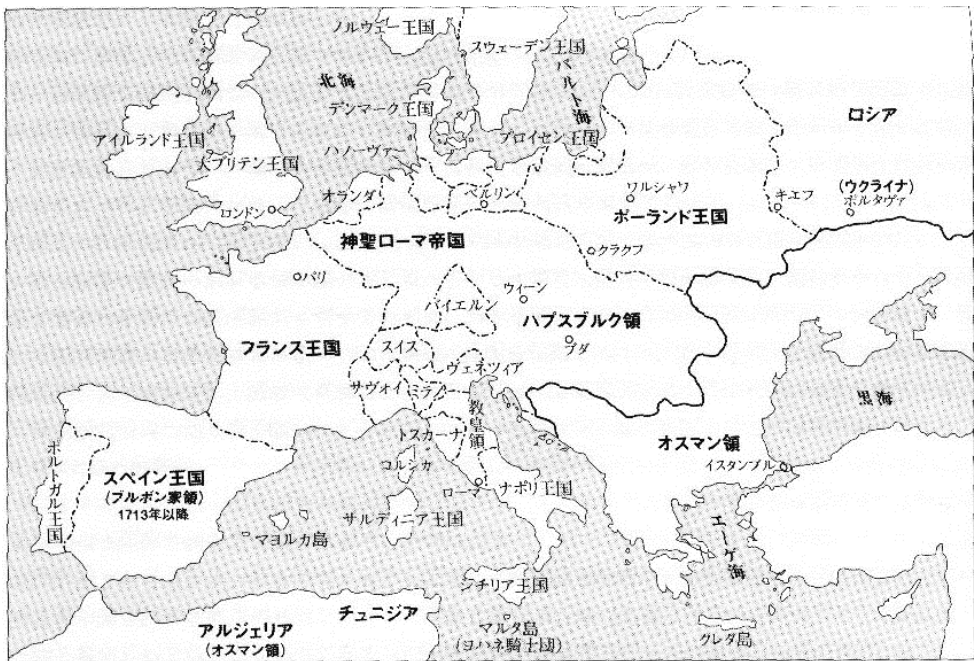 ノルウェー王国
スウェーデン王国
北海
バルト海
デンマーク王国
ロシア
アイルランド王国
大ブリテン王国
ハノーヴァー
プロイセン王国
オランダ
ベルリン
ワルシャワ
キエフ
(ウクライナ)
ポルタヴァ
ロンドン
ポーランド王国
神聖ローマ帝国
クラクフ
パリ
ウィーン
バイエルン
ハプスブルク領
ブダ
フランス王国
スイス
ヴェネツィア
サヴォイ
ミラノ
黒海
教皇領
トスカーナ
オスマン領
イスタンブル
コルシカ
ポルトガル王国
スペイン王国
(ブルボン家領)
1713年以降
ローマ
ナポリ王国
サルディニア王国
マヨルカ島
エーゲ海
シチリア王国
チュニジア
アルジェリア
(オスマン領)
マルタ島
(ヨハネ騎士団)
クレタ島